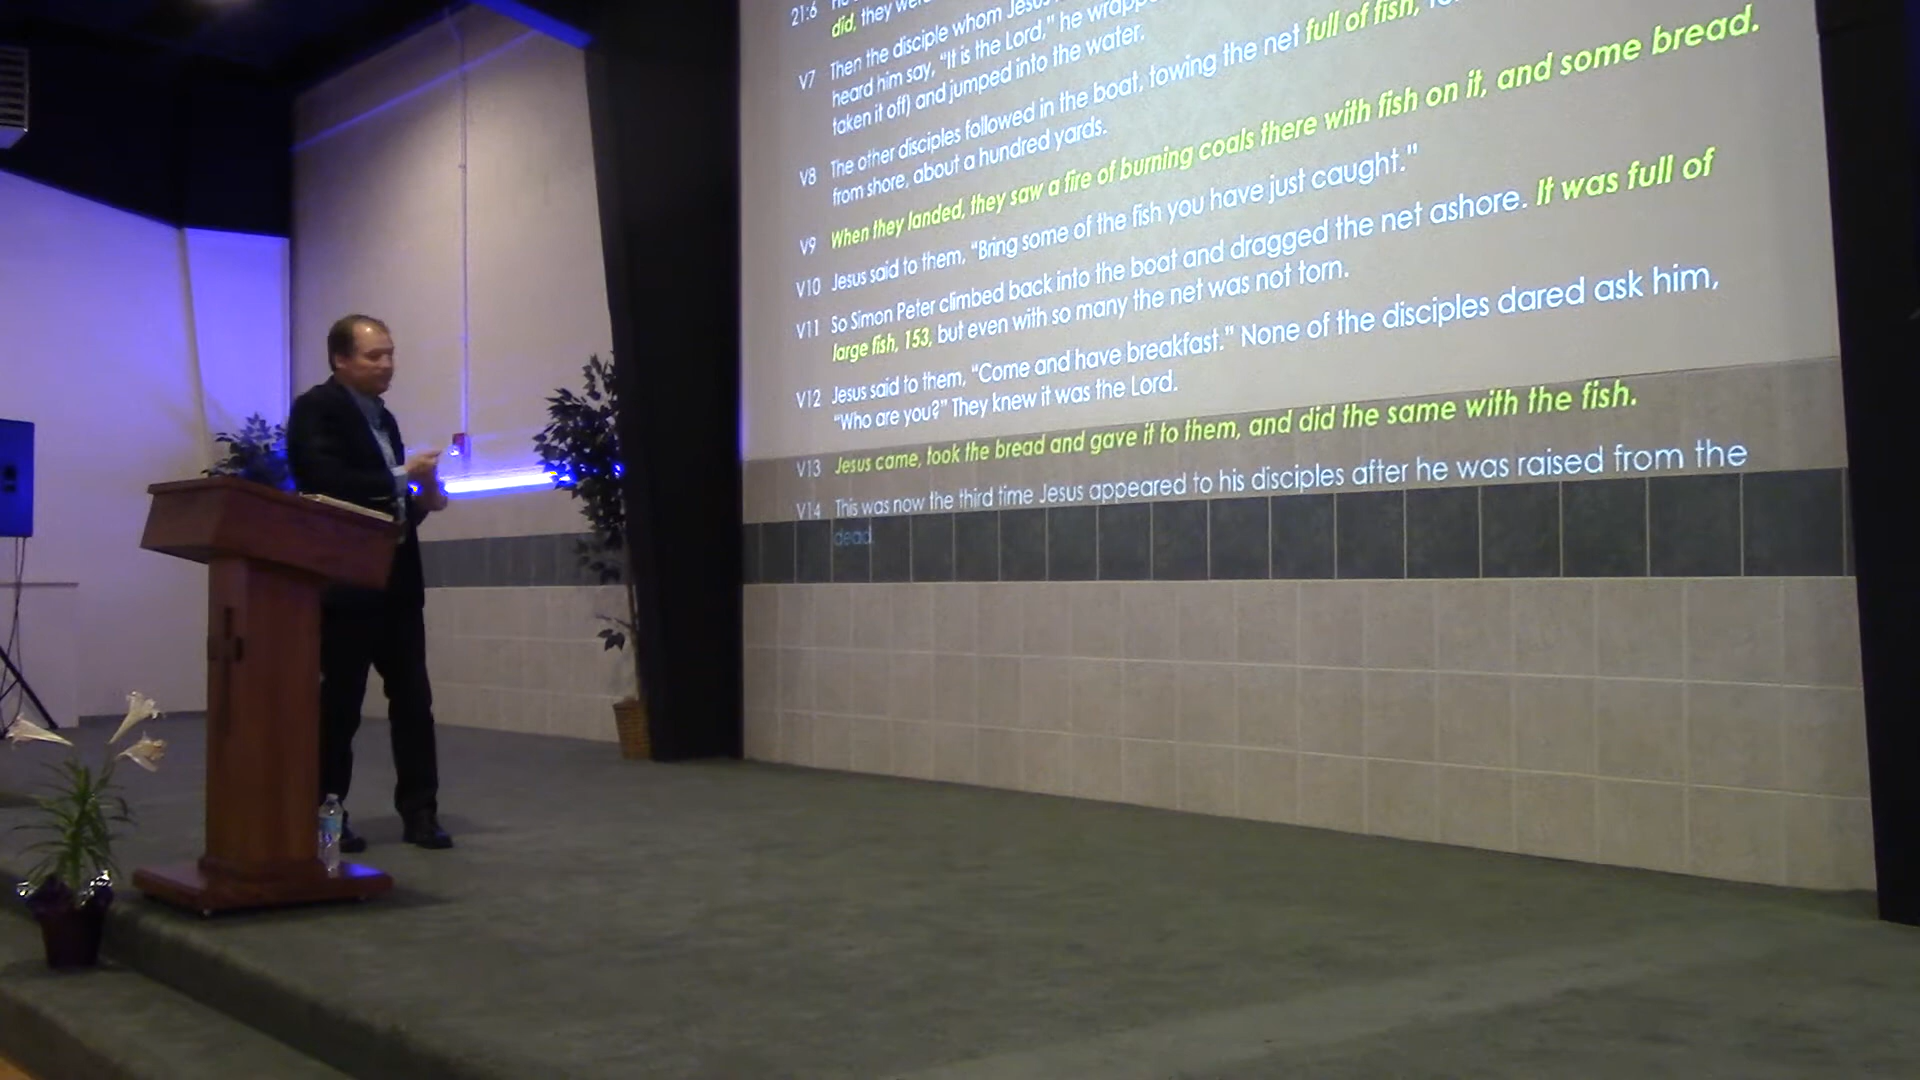 21:6
did, they were
V7 Then the disciple whom Jesus
heard him say, "It is the Lord," he wrapped
taken it off) and jumped into the water.
V8 The other disciples followed in the boat, towing the net full of fish,
from shore, about a hundred yards.
V9 When they landed, they saw a fire of burning coals there with fish on it, and some bread.
V10 Jesus said to them, "Bring some of the fish you have just caught."
V11 So Simon Peter climbed back into the boat and dragged the net ashore. It was full of
large fish, 153, but even with so many the net was not torn.
V12 Jesus said to them, "Come and have breakfast." None of the disciples dared ask him,
"Who are you?" They knew it was the Lord.
V13 Jesus came, took the bread and gave it to them, and did the same with the fish.
V14 This was now the third time Jesus appeared to his disciples after he was raised from the
dead.